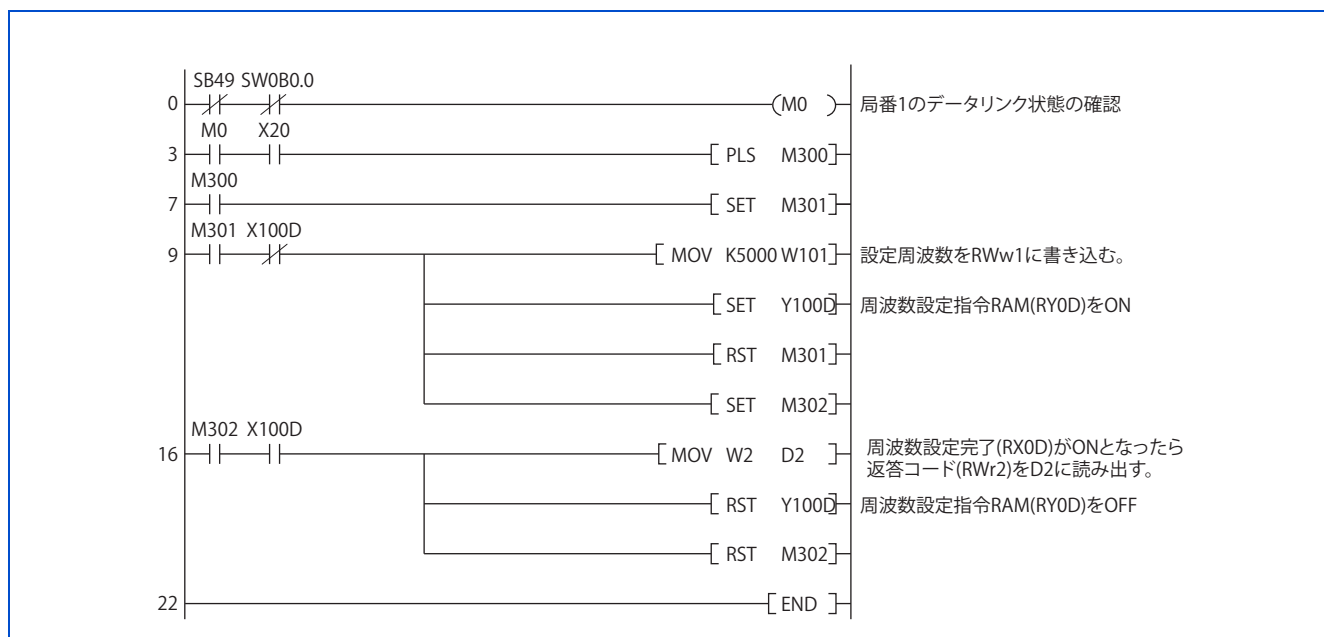 SB49 SW0B0.0
0 M0 局番1のデータリンク状態の確認
M0 X20
3 PLS M300
M300
7 SET M301
M301 X100D
9 MOV K5000 W101 設定周波数をRWw1に書き込む。
SET Y100D 周波数設定指令RAM(RY0D)をON
RST M301
SET M302
M302 X100D
16 MOV W2 D2 周波数設定完了(RX0D)がONとなったら
返答コード(RWr2)をD2に読み出す。
RST Y100D 周波数設定指令RAM(RY0D)をOFF
RST M302
22 END